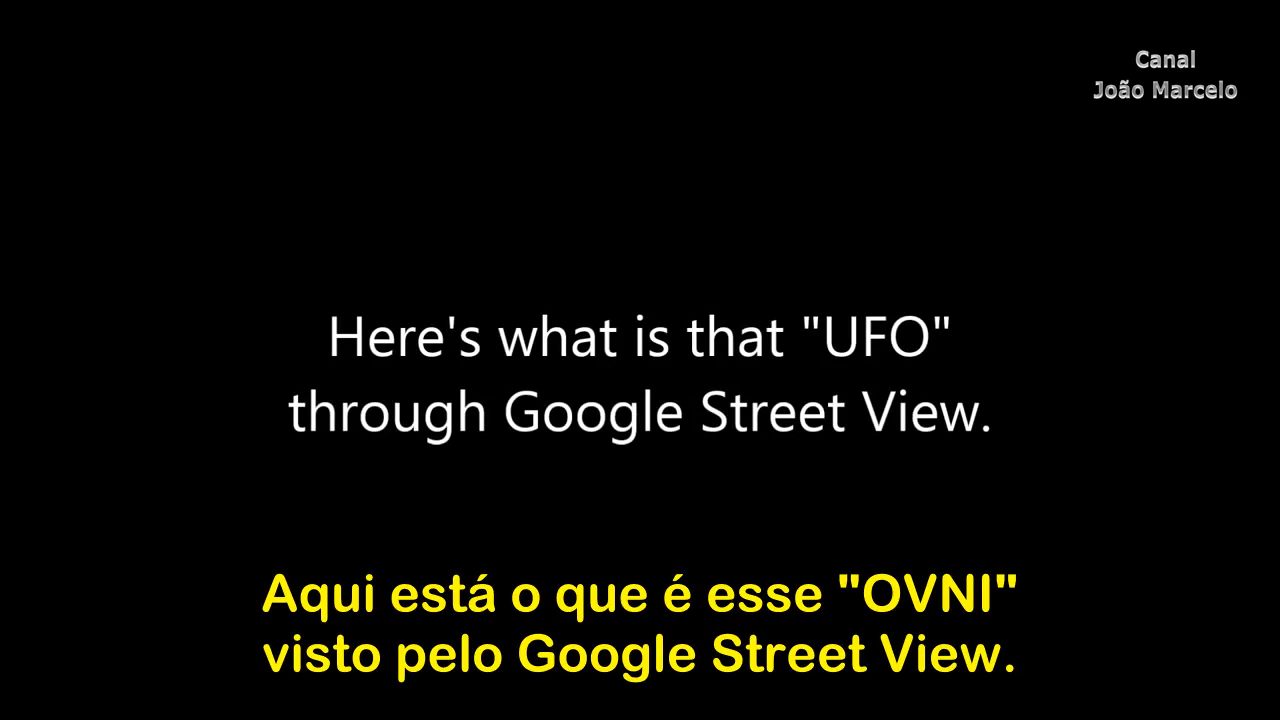 Canal
João Marcelo
Here's what is that "UFO"
through Google Street View.
Aqui está o que é esse "OVNI"
visto pelo Google Street View.